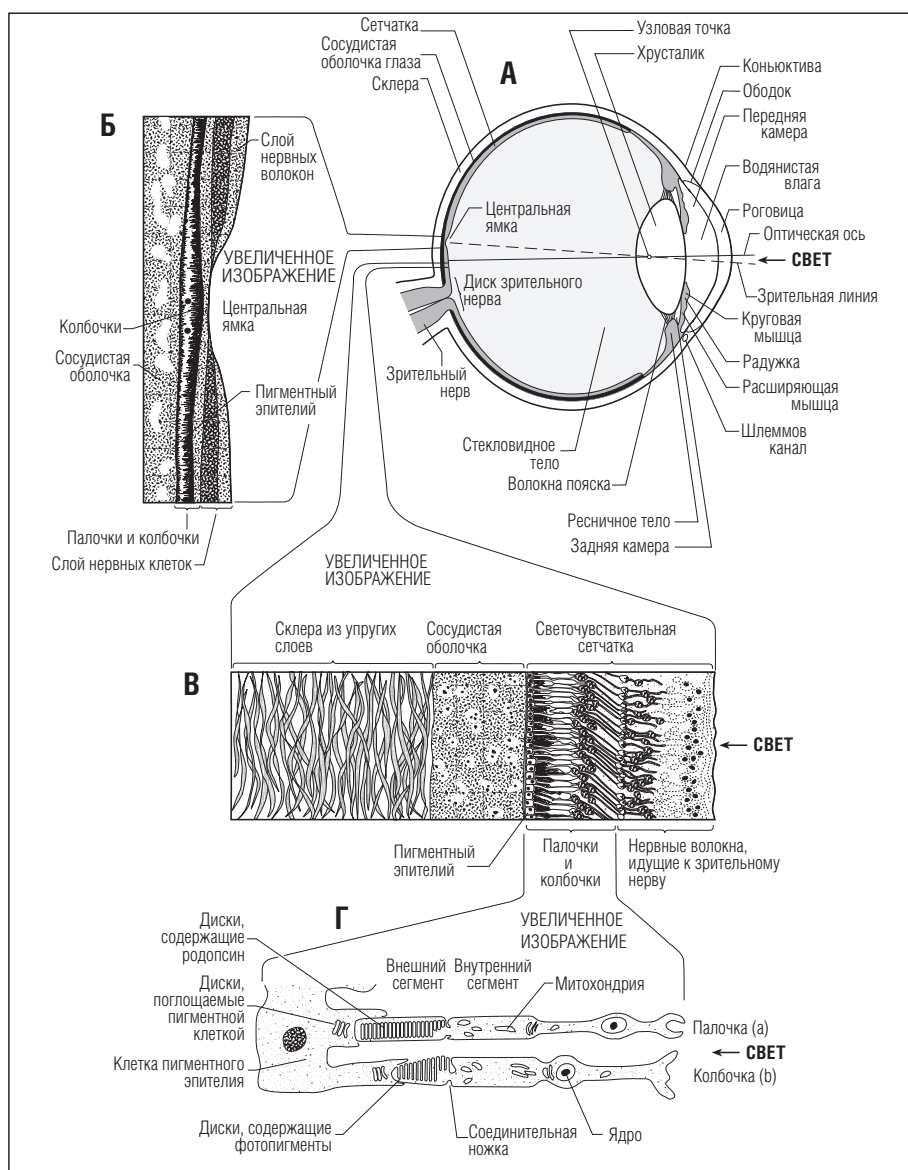 А
Сетчатка
Сосудистая
оболочка глаза
Склера
Узловая точка
Хрусталик
Коньюктива
Ободок
Передняя
камера
Водянистая
влага
Роговица
Оптическая ось
СВЕТ
Зрительная линия
Круговая
мышца
Радужка
Расширяющая
мышца
Шлеммов
канал
Центральная
ямка
Диск зрительного
нерва
Зрительный
нерв
Стекловидное
тело
Волокна пояска
Ресничное тело
Задняя камера
Б
Слой
нервных
волокон
УВЕЛИЧЕННОЕ
ИЗОБРАЖЕНИЕ
Центральная
ямка
Колбочки
Сосудистая
оболочка
Пигментный
эпителий
Палочки и колбочки
Слой нервных клеток
УВЕЛИЧЕННОЕ
ИЗОБРАЖЕНИЕ
В
Склера из упругих
слоев
Сосудистая
оболочка
Светочувствительная
сетчатка
СВЕТ
Пигментный
эпителий
Палочки
и
колбочки
Нервные волокна,
идущие к зрительному
нерву
Г
УВЕЛИЧЕННОЕ
ИЗОБРАЖЕНИЕ
Диски,
содержащие
родопсин
Внешний
сегмент
Внутренний
сегмент
Митохондрия
Диски,
поглощаемые
пигментной
клеткой
Клетка пигментного
эпителия
Палочка (a)
СВЕТ
Колбочка (b)
Диски, содержащие
фотопигменты
Соединительная
ножка
Ядро